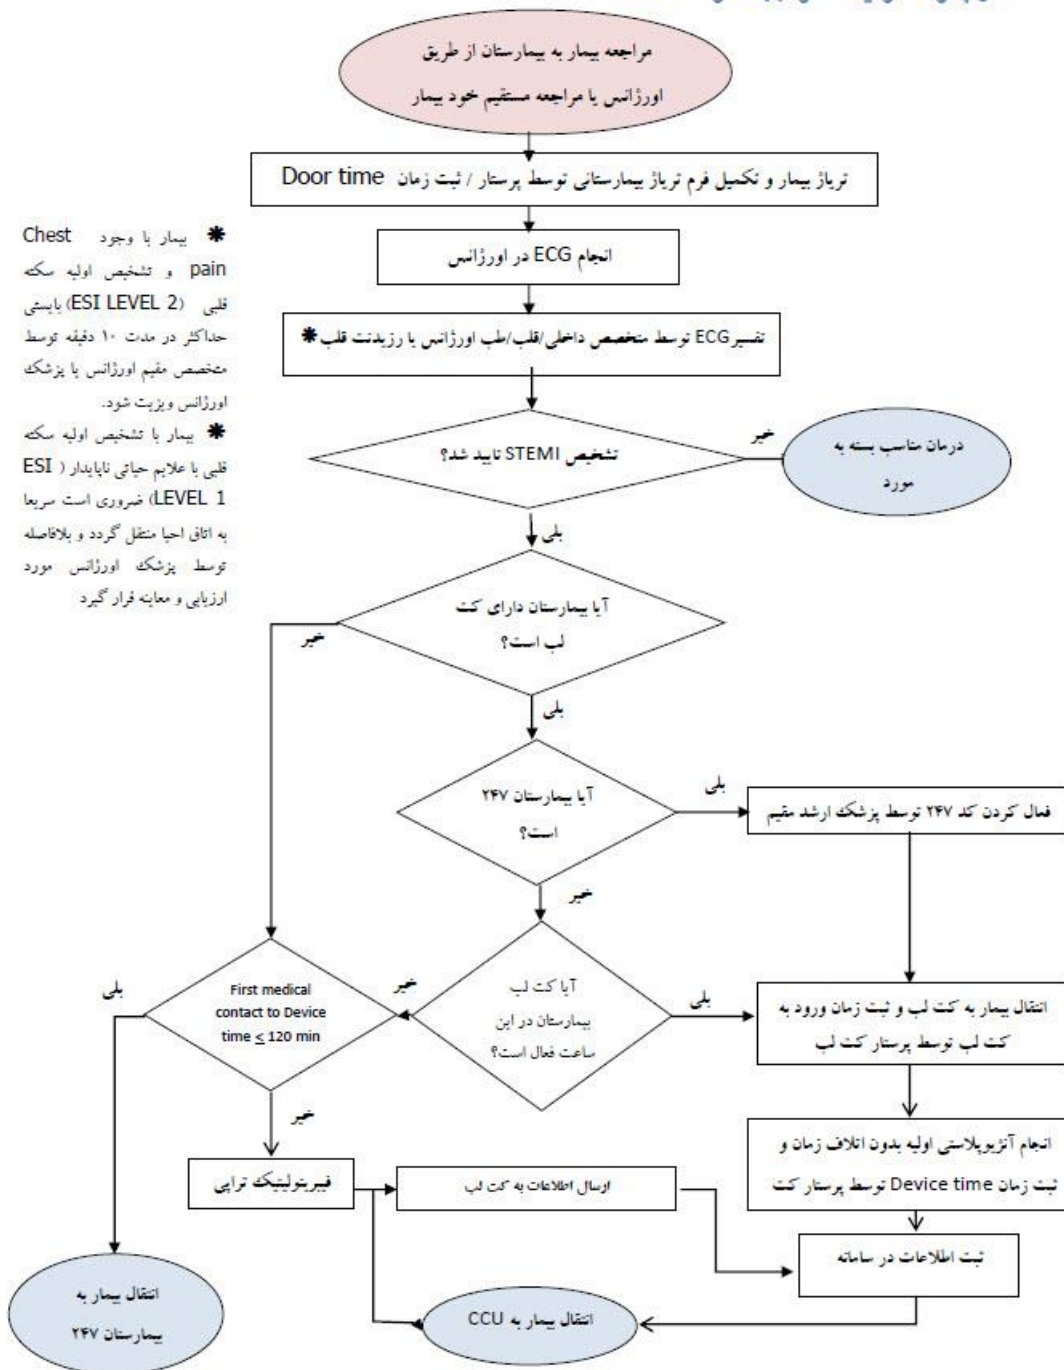 مراجعه بیمار به بیمارستان از طریق
اورژانس یا مراجعه مستقیم خود بیمار
تریاژ بیمار و تکمیل فرم تریاژ بیمارستانی توسط پرستار / ثبت زمان Door time
انجام ECG در اورژانس
تفسیر ECG توسط متخصص داخلی/قلب/طب اورژانس یا رزیدنت قلب *
* بیمار با وجود Chest
pain و تشخیص اولیه سکته
قلبی (ESI LEVEL 2) بایستی
حداکثر در مدت ۱۰ دقیقه توسط
متخصص مقیم اورژانس یا پزشک
اورژانس ویزیت شود.
* بیمار با تشخیص اولیه سکته
قلبی با علایم حیاتی ناپایدار ( ESI
LEVEL 1) ضروری است سریعا
به اتاق احیا منتقل گردد و بلافاصله
توسط پزشک اورژانس مورد
ارزیابی و معاینه قرار گیرد
تشخیص STEMI تایید شد؟
خیر
درمان مناسب بسته به
مورد
بلی
آیا بیمارستان دارای کت
لب است؟
خیر
بلی
آیا بیمارستان ۲۴۷
است؟
بلی
فعال کردن کد ۲۴۷ توسط پزشک ارشد مقیم
خیر
آیا کت لب
بیمارستان در این
ساعت فعال است؟
بلی
انتقال بیمار به کت لب و ثبت زمان ورود به
کت لب توسط پرستار کت لب
خیر
First medical
contact to Device
time ≤ 120 min
بلی
خیر
انجام آنژیوپلاستی اولیه بدون اتلاف زمان و
ثبت زمان Device time توسط پرستار کت
فیبرینولیتیک تراپی
ارسال اطلاعات به کت لب
ثبت اطلاعات در سامانه
انتقال بیمار به
بیمارستان ۲۴۷
انتقال بیمار به CCU